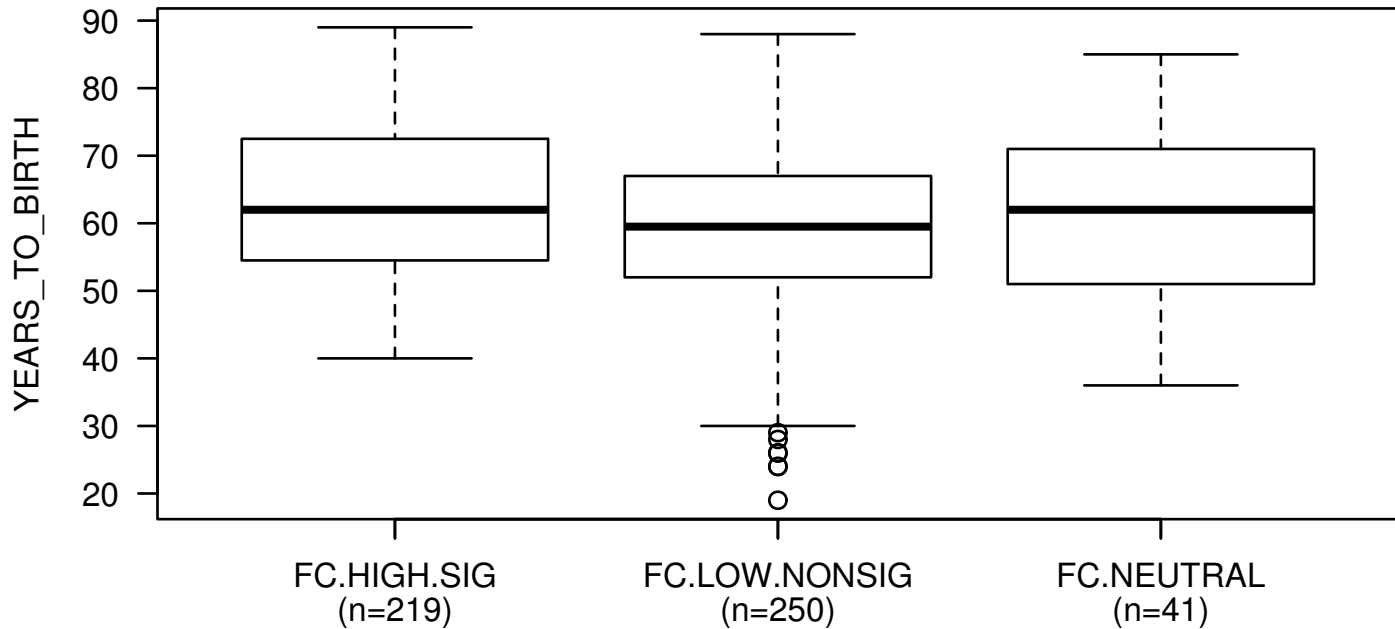 YEARS_TO_BIRTH
90
80
70
60
50
40
30
20
FC.HIGH.SIG
(n=219)
FC.LOW.NONSIG
(n=250)
FC.NEUTRAL
(n=41)